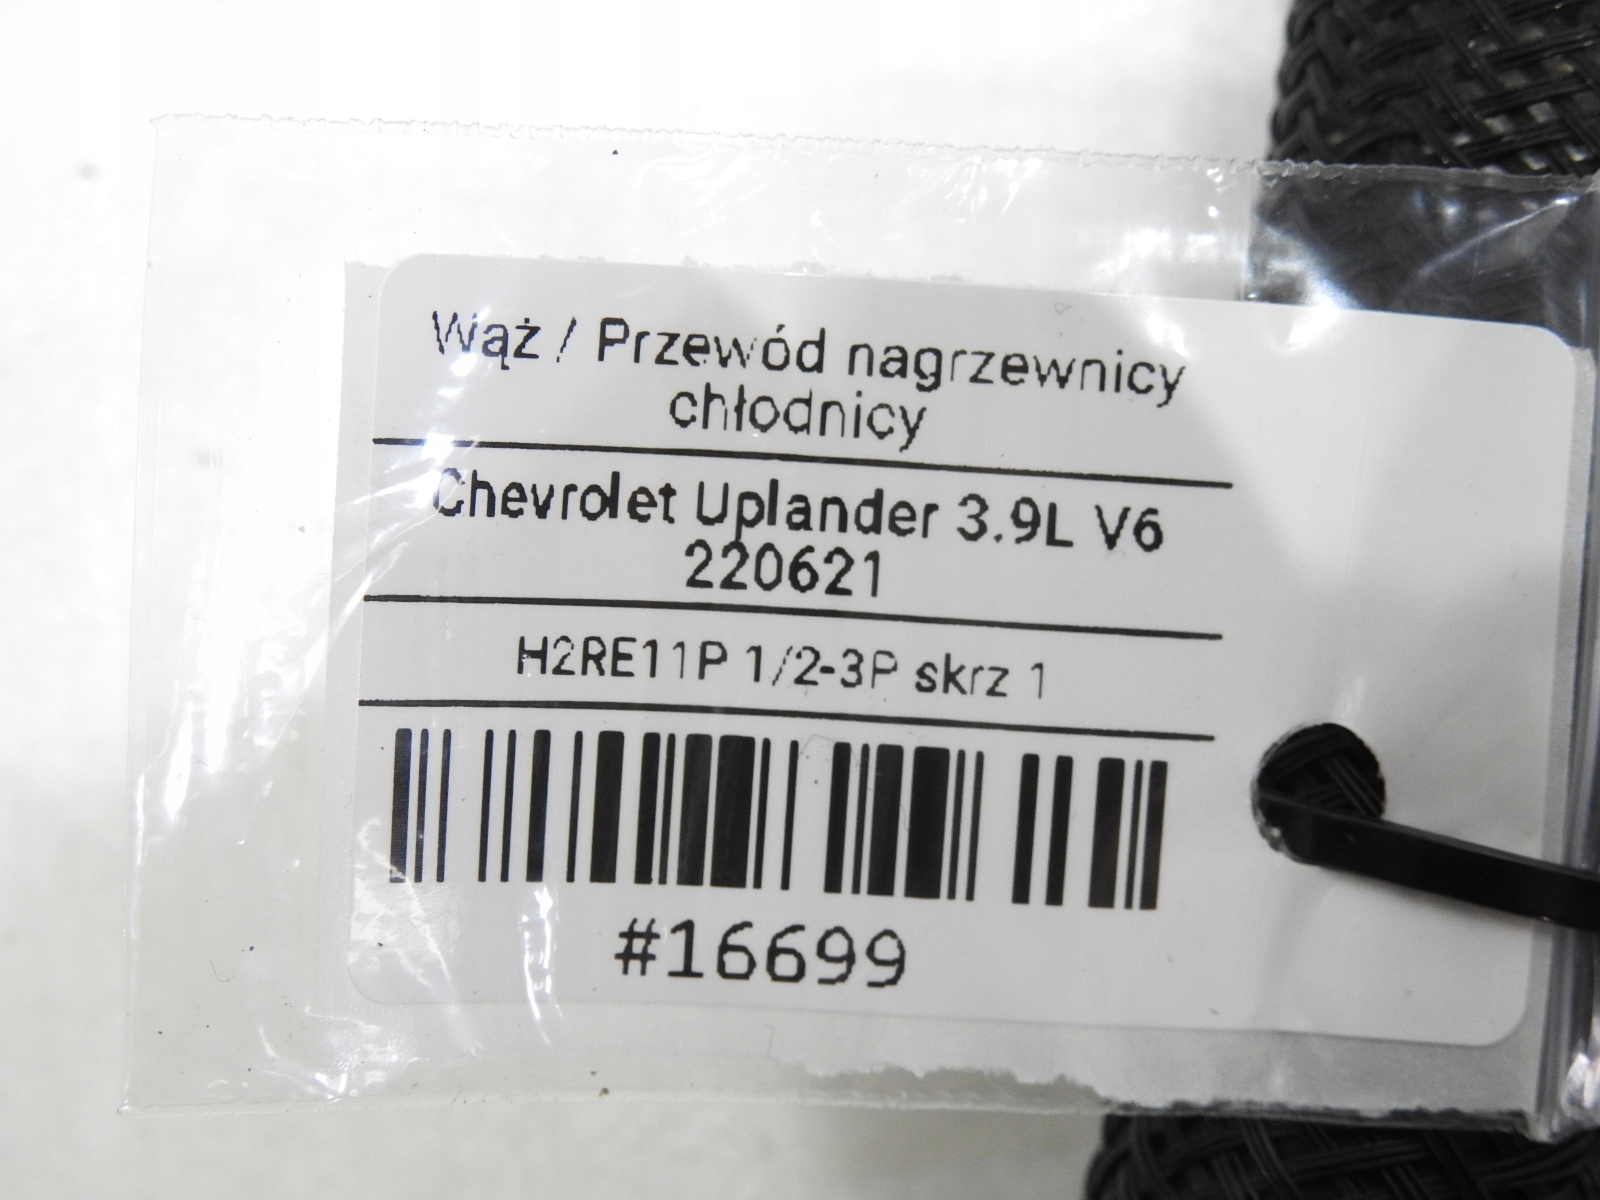 Wąż / Przewód nagrzewnicy
chłodnicy
Chevrolet Uplander 3.9L V6
220621
H2RE11P 1/2-3P skrz 1
#16699